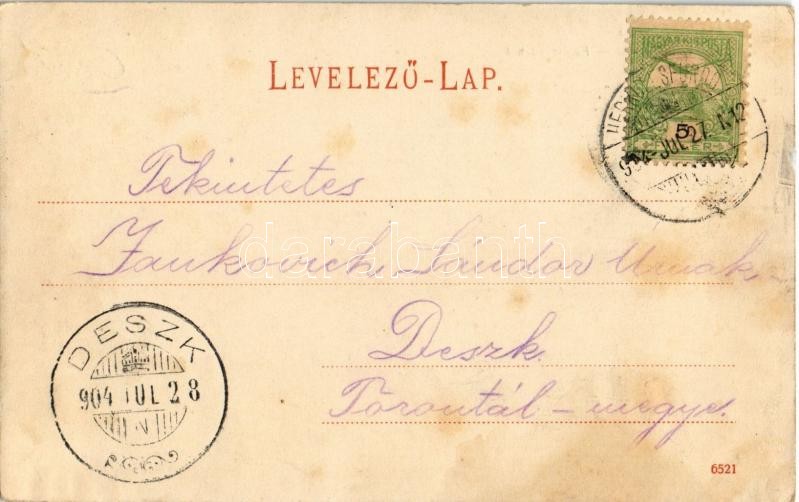 LEVELEZŐ-LAP.
MAGYAR KIR. POSTA
5
904 JUL 27
Tekintetes
Jankovich Sándor Urnak
Deszk
Torontál-megye.
DESZK
904 JUL 28
N
6521
darabanth